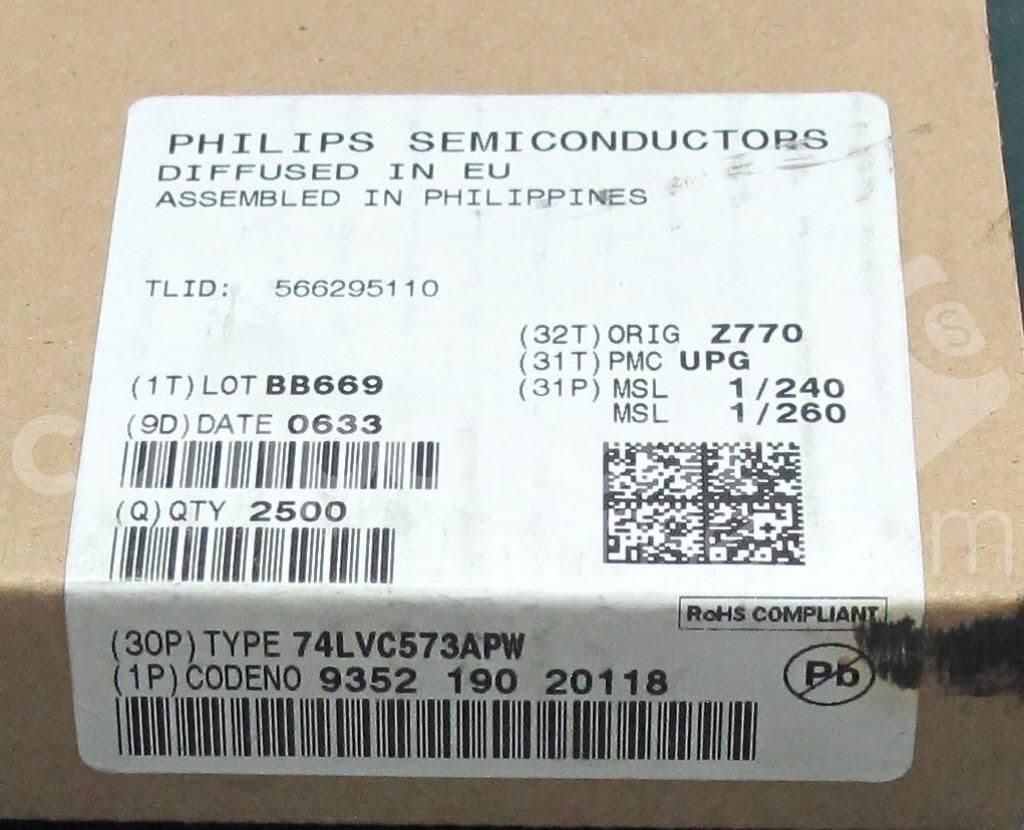 PHILIPS SEMICONDUCTORS
DIFFUSED IN EU
ASSEMBLED IN PHILIPPINES
TLID: 566295110
(32T) ORIG Z770
(31T) PMC UPG
(31P) MSL 1/240
MSL 1/260
(1T) LOT BB669
(9D) DATE 0633
(Q) QTY 2500
RoHS COMPLIANT
(30P) TYPE 74LVC573APW
(1P) CODENO 9352 190 20118
Pb